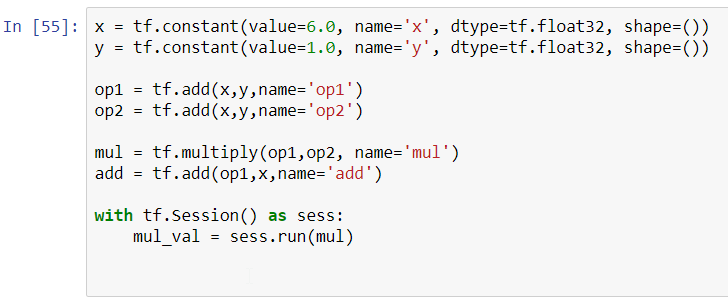 In [55]: x = tf.constant(value=6.0, name='x', dtype=tf.float32, shape=())
y = tf.constant(value=1.0, name='y', dtype=tf.float32, shape=())
op1 = tf.add(x,y,name='op1')
op2 = tf.add(x,y,name='op2')
mul = tf.multiply(op1,op2, name='mul')
add = tf.add(op1,x,name='add')
with tf.Session() as sess:
    mul_val = sess.run(mul)